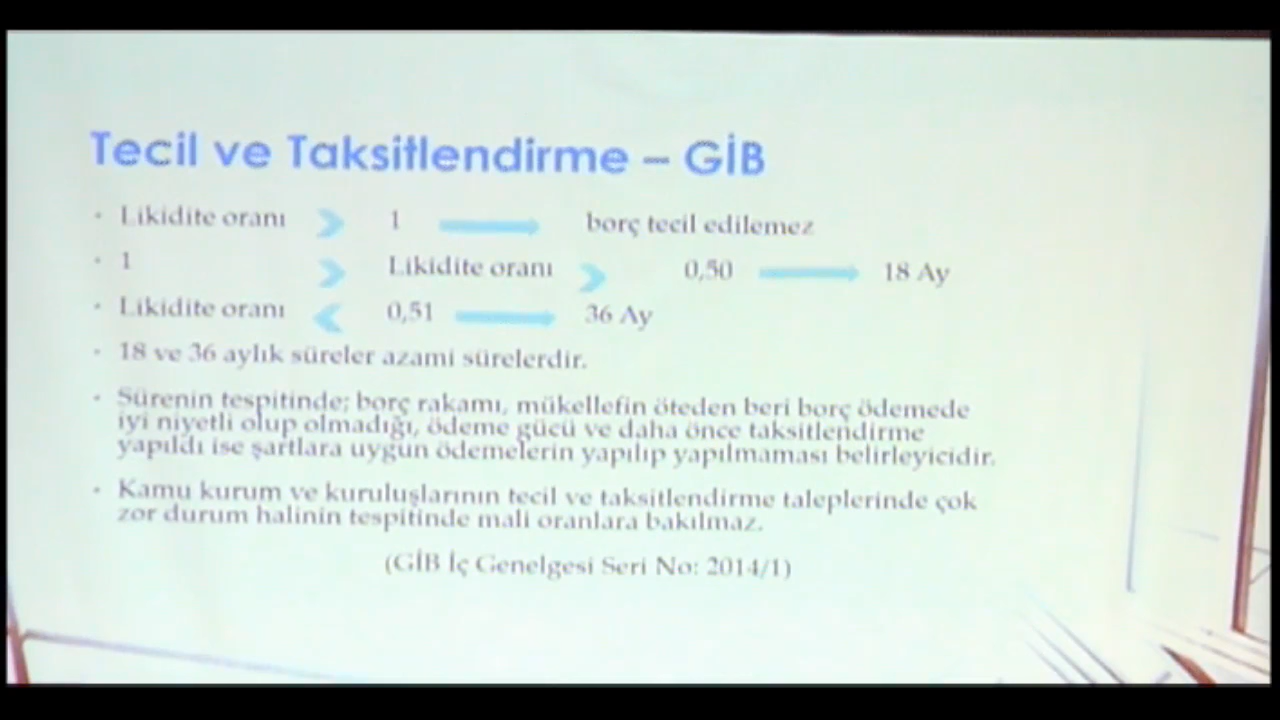 Tecil ve Taksitlendirme – GİB
• Likidite oranı > 1 → borç tecil edilemez
• 1 > Likidite oranı > 0,50 → 18 Ay
• Likidite oranı < 0,51 → 36 Ay
• 18 ve 36 aylık süreler azami sürelerdir.
• Sürenin tespitinde; borç rakamı, mükellefin öteden beri borç ödemede
iyi niyetli olup olmadığı, ödeme gücü ve daha önce taksitlendirme
yapıldı ise şartlara uygun ödemelerin yapılıp yapılmaması belirleyicidir.
• Kamu kurum ve kuruluşlarının tecil ve taksitlendirme taleplerinde çok
zor durum halinin tespitinde mali oranlara bakılmaz.
(GİB İç Genelgesi Seri No: 2014/1)